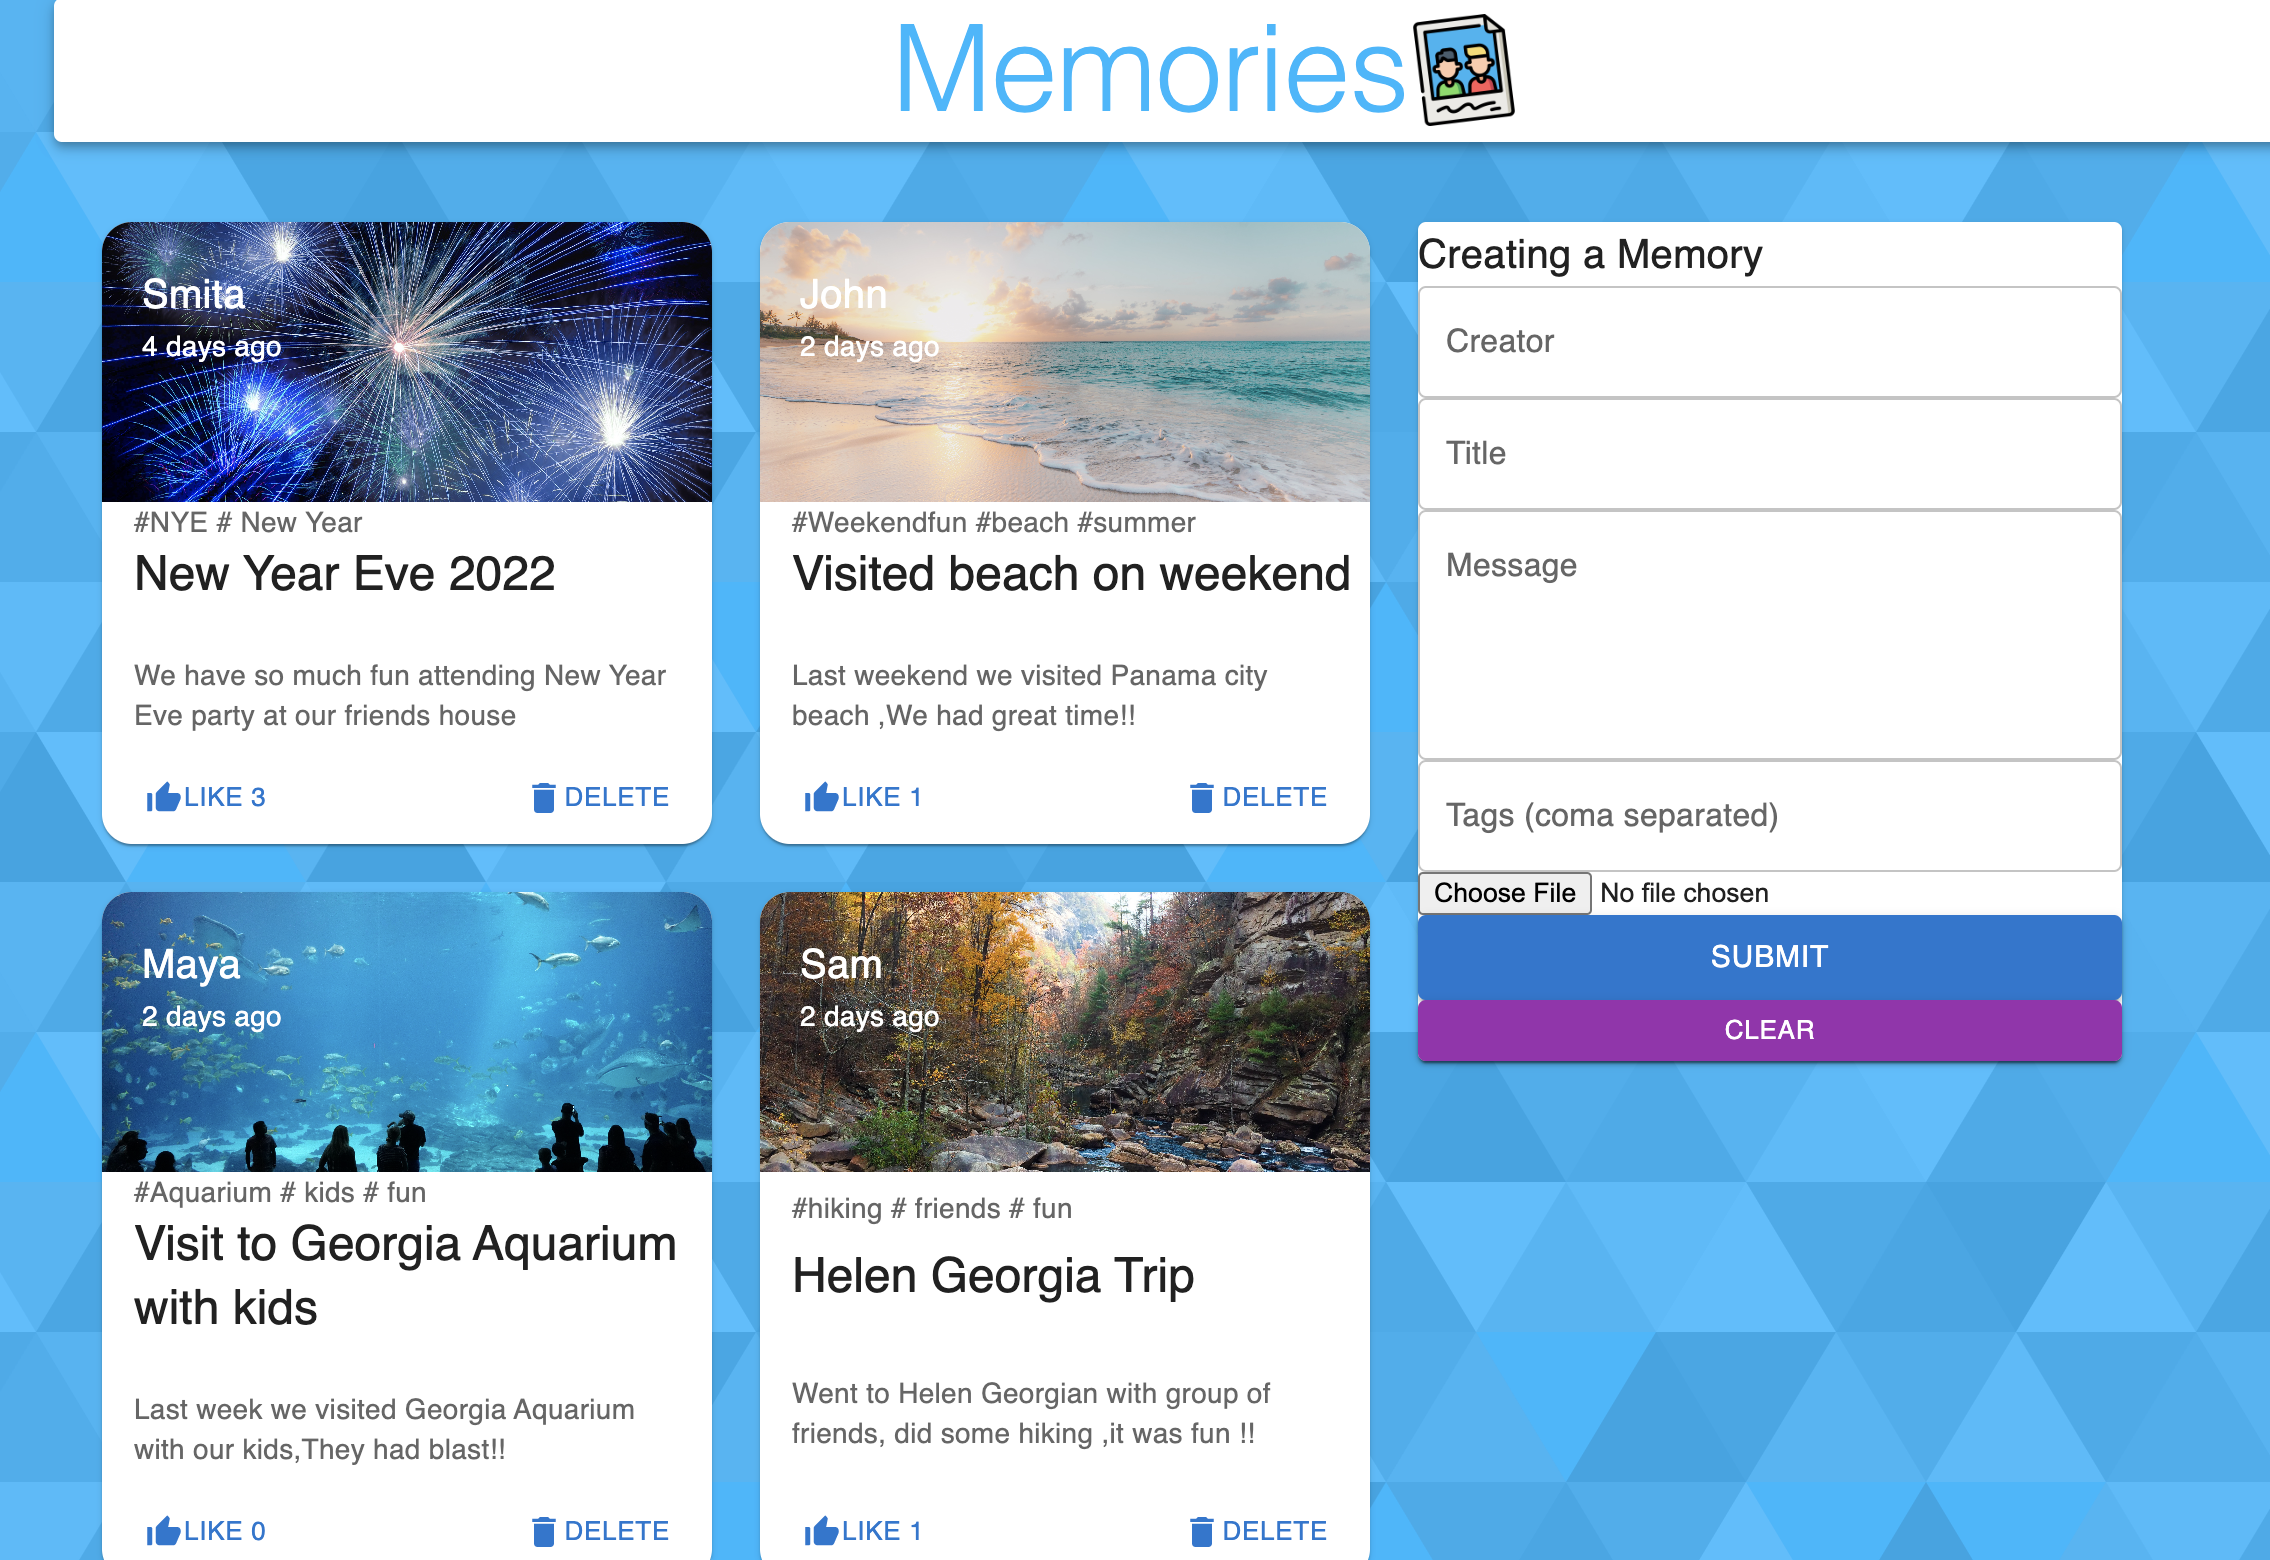 Memories
Smita
4 days ago
#NYE # New Year
New Year Eve 2022
We have so much fun attending New Year
Eve party at our friends house
LIKE 3
DELETE
John
2 days ago
#Weekendfun #beach #summer
Visited beach on weekend
Last weekend we visited Panama city
beach ,We had great time!!
LIKE 1
DELETE
Maya
2 days ago
#Aquarium # kids # fun
Visit to Georgia Aquarium
with kids
Last week we visited Georgia Aquarium
with our kids,They had blast!!
LIKE 0
DELETE
Sam
2 days ago
#hiking # friends # fun
Helen Georgia Trip
Went to Helen Georgian with group of
friends, did some hiking ,it was fun !!
LIKE 1
DELETE
Creating a Memory
Creator
Title
Message
Tags (coma separated)
Choose File No file chosen
SUBMIT
CLEAR